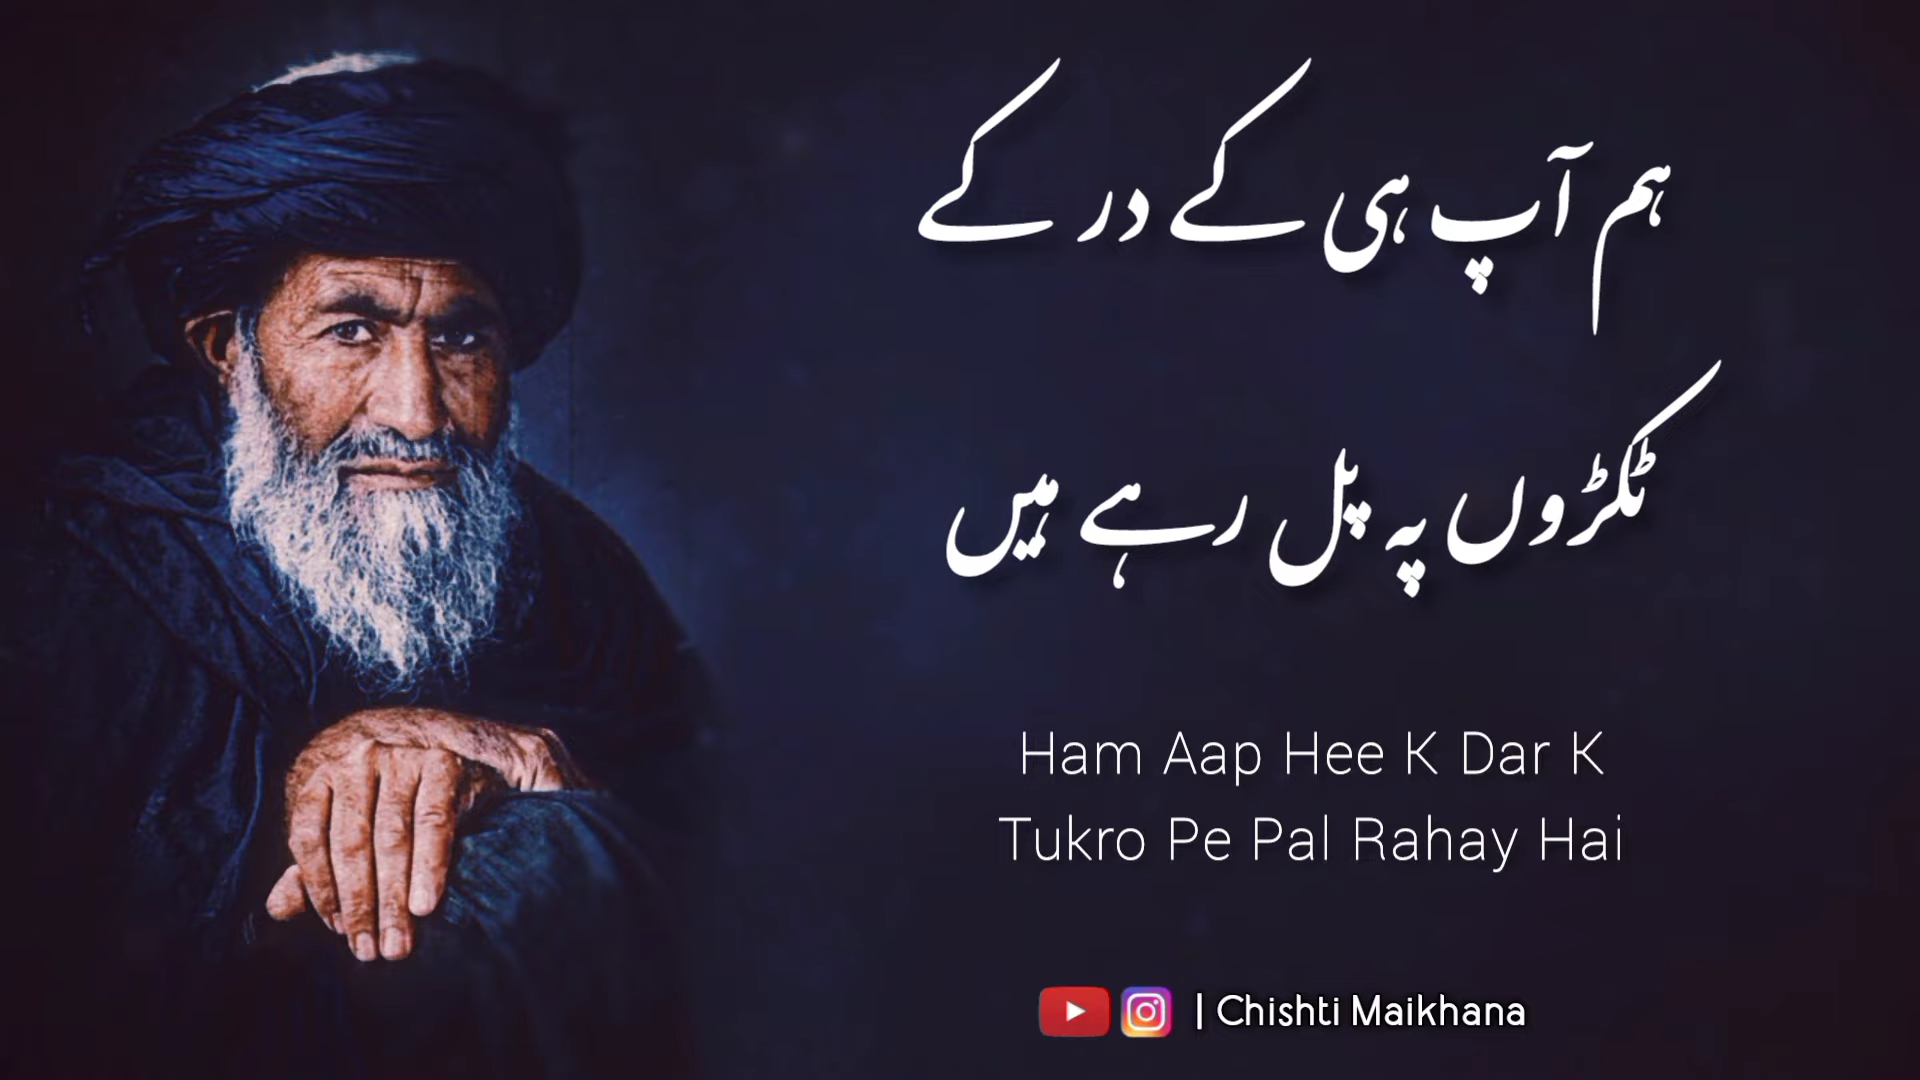 ہم آپ ہی کے در کے
ٹکڑوں پہ پل رہے ہیں
Ham Aap Hee K Dar K
Tukro Pe Pal Rahay Hai
| Chishti Maikhana